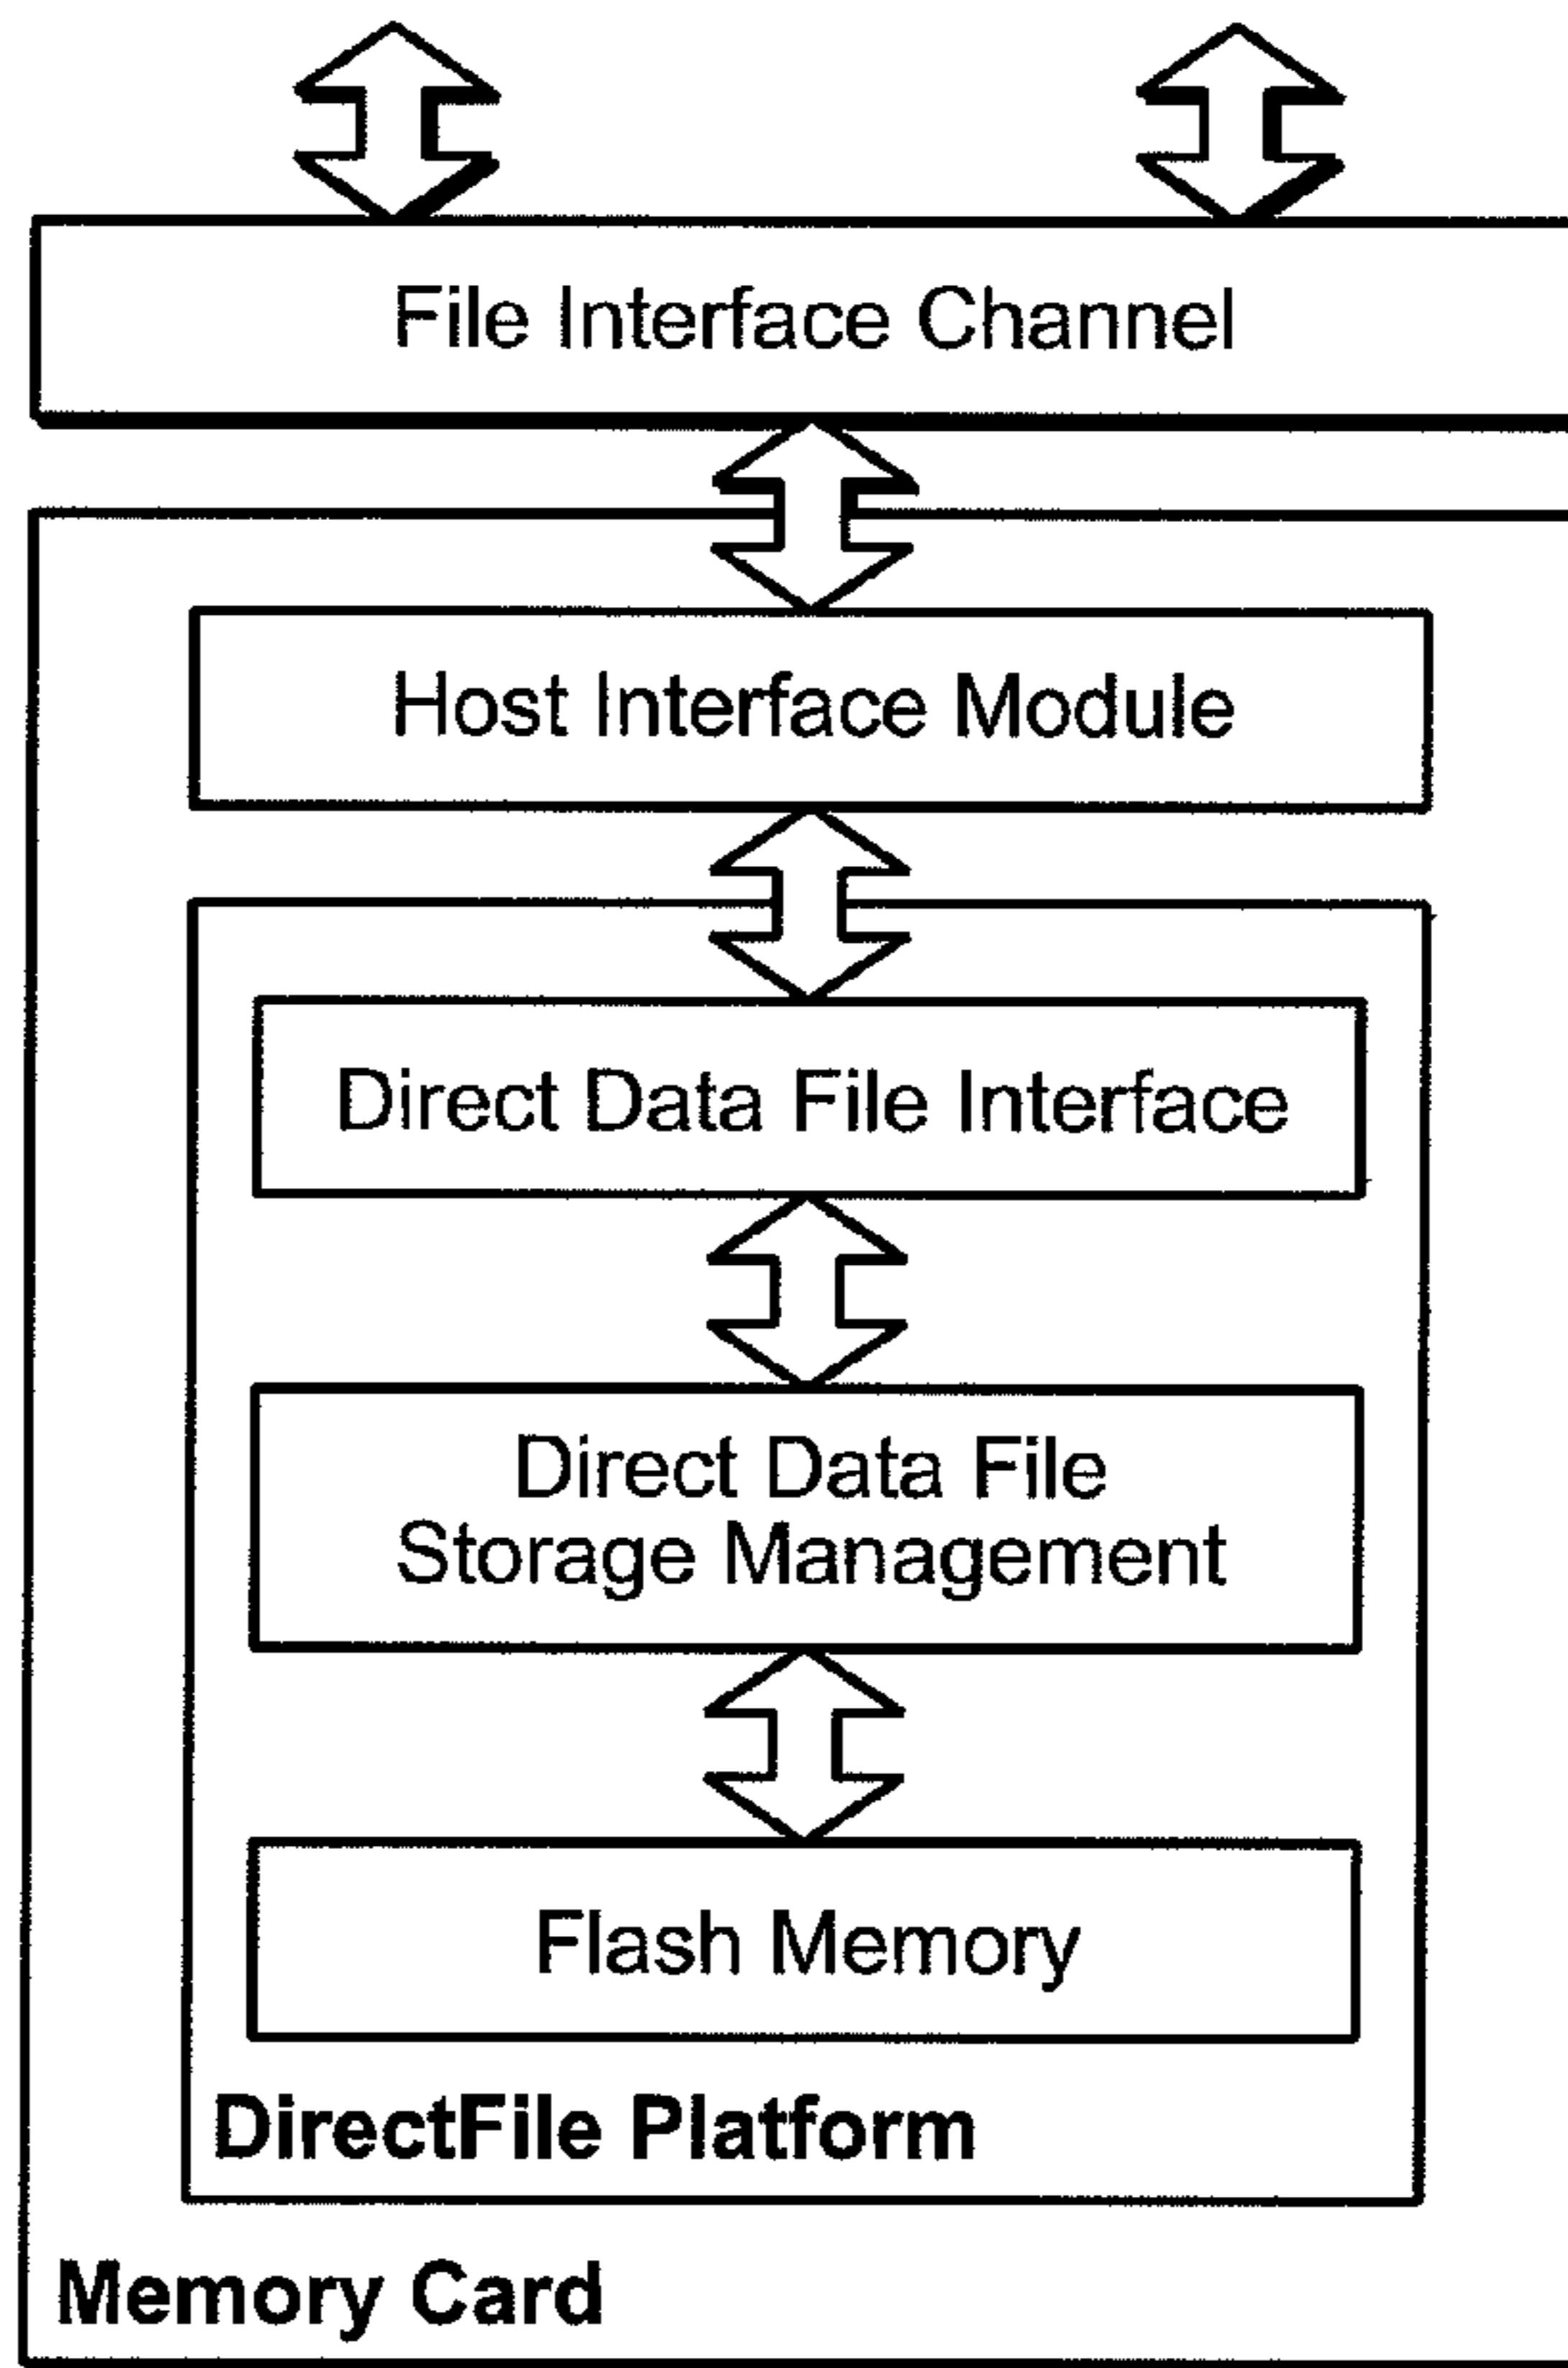 File Interface Channel
Host Interface Module
Direct Data File Interface
Direct Data File
Storage Management
Flash Memory
DirectFile Platform
Memory Card